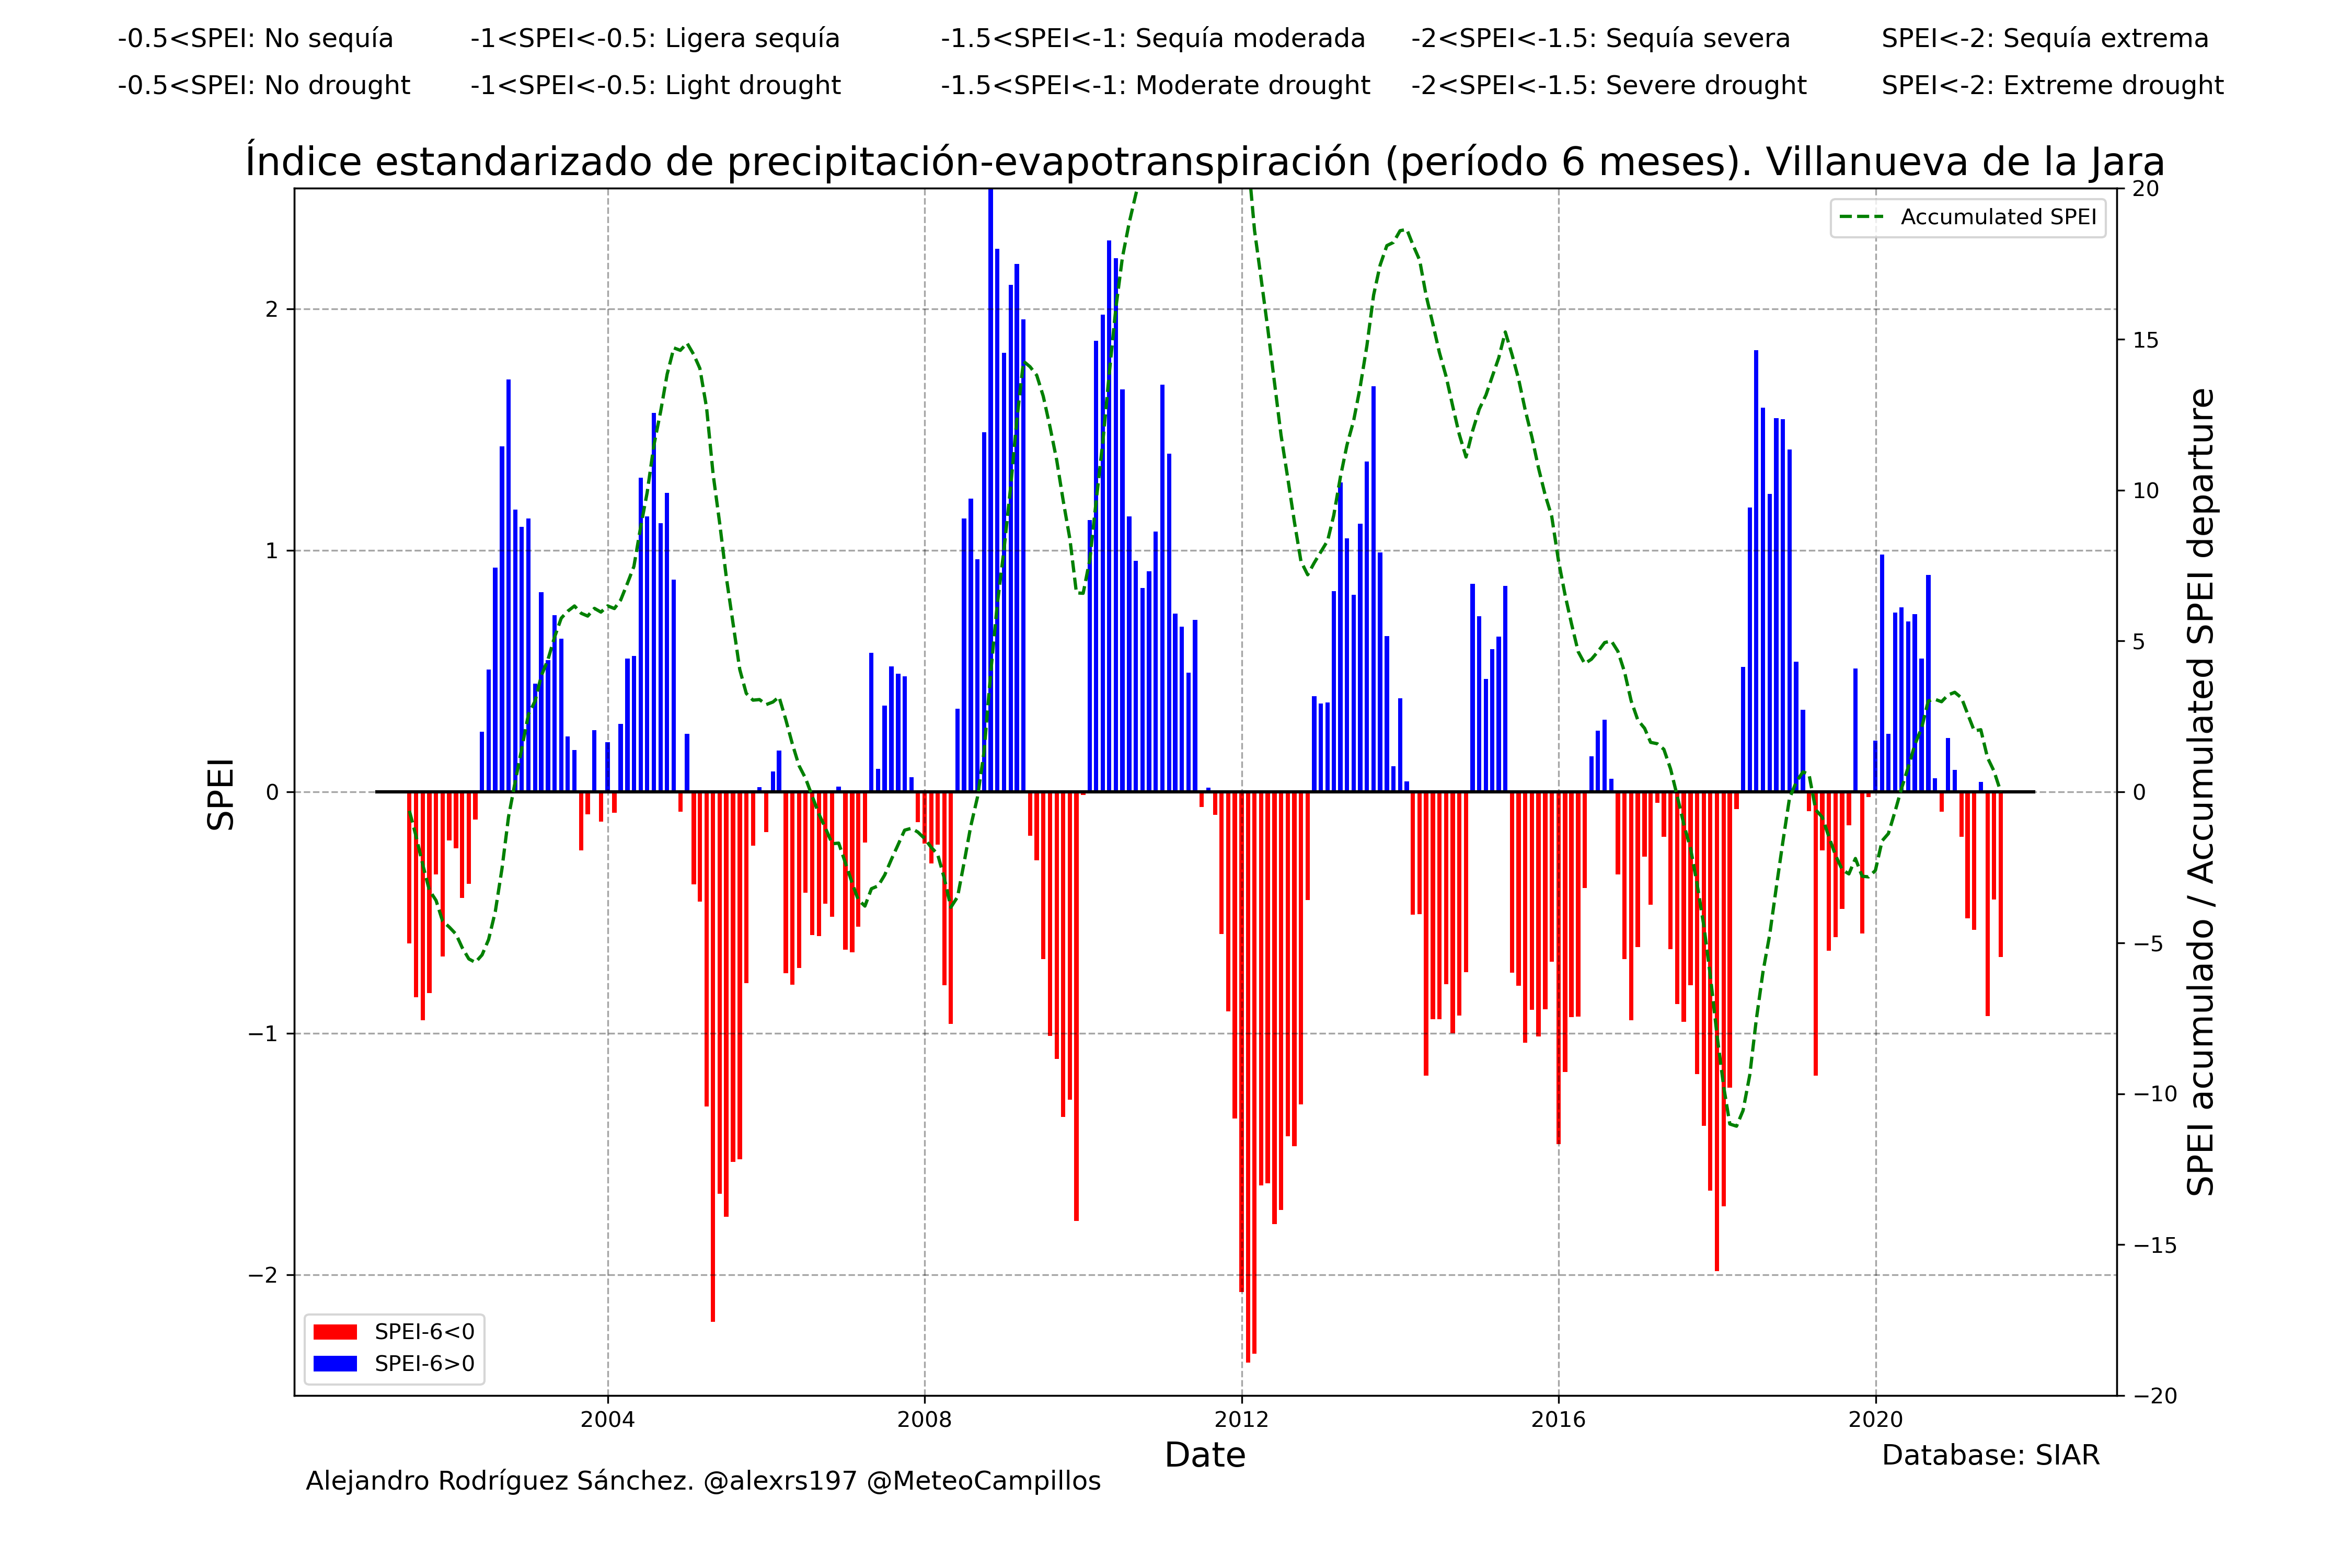 -0.5<SPEI: No sequía -1<SPEI<-0.5: Ligera sequía -1.5<SPEI<-1: Sequía moderada -2<SPEI<-1.5: Sequía severa SPEI<-2: Sequía extrema
-0.5<SPEI: No drought -1<SPEI<-0.5: Light drought -1.5<SPEI<-1: Moderate drought -2<SPEI<-1.5: Severe drought SPEI<-2: Extreme drought
Índice estandarizado de precipitación-evapotranspiración (período 6 meses). Villanueva de la Jara
Accumulated SPEI
SPEI
2
1
0
−1
−2
20
15
10
5
0
−5
−10
−15
−20
SPEI acumulado / Accumulated SPEI departure
SPEI-6<0
SPEI-6>0
2004 2008 2012 2016 2020
Date
Database: SIAR
Alejandro Rodríguez Sánchez. @alexrs197 @MeteoCampillos